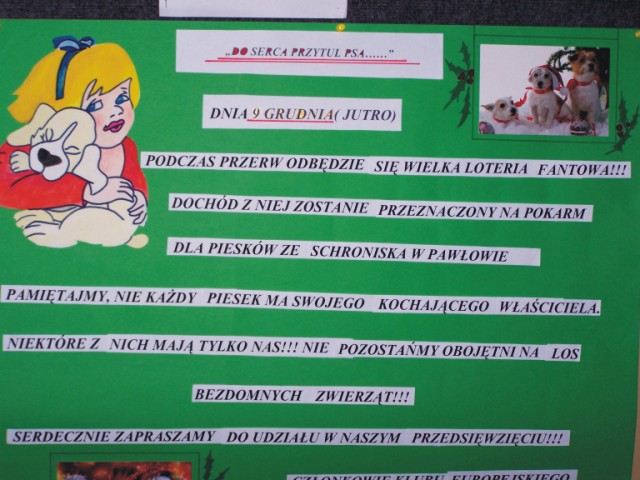 „DO SERCA PRZYTUL PSA......"
DNIA 9 GRUDNIA( JUTRO)
PODCZAS PRZERW ODBĘDZIE SIĘ WIELKA LOTERIA FANTOWA!!!
DOCHÓD Z NIEJ ZOSTANIE PRZEZNACZONY NA POKARM
DLA PIESKÓW ZE SCHRONISKA W PAWŁOWIE
PAMIĘTAJMY, NIE KAŻDY PIESEK MA SWOJEGO KOCHAJĄCEGO WŁAŚCICIELA.
NIEKTÓRE Z NICH MAJĄ TYLKO NAS!!! NIE POZOSTAŃMY OBOJĘTNI NA LOS
BEZDOMNYCH ZWIERZĄT!!!
SERDECZNIE ZAPRASZAMY DO UDZIAŁU W NASZYM PRZEDSIĘWZIĘCIU!!!
CZŁONKOWIE KLUBU EUROPEJSKIEGO